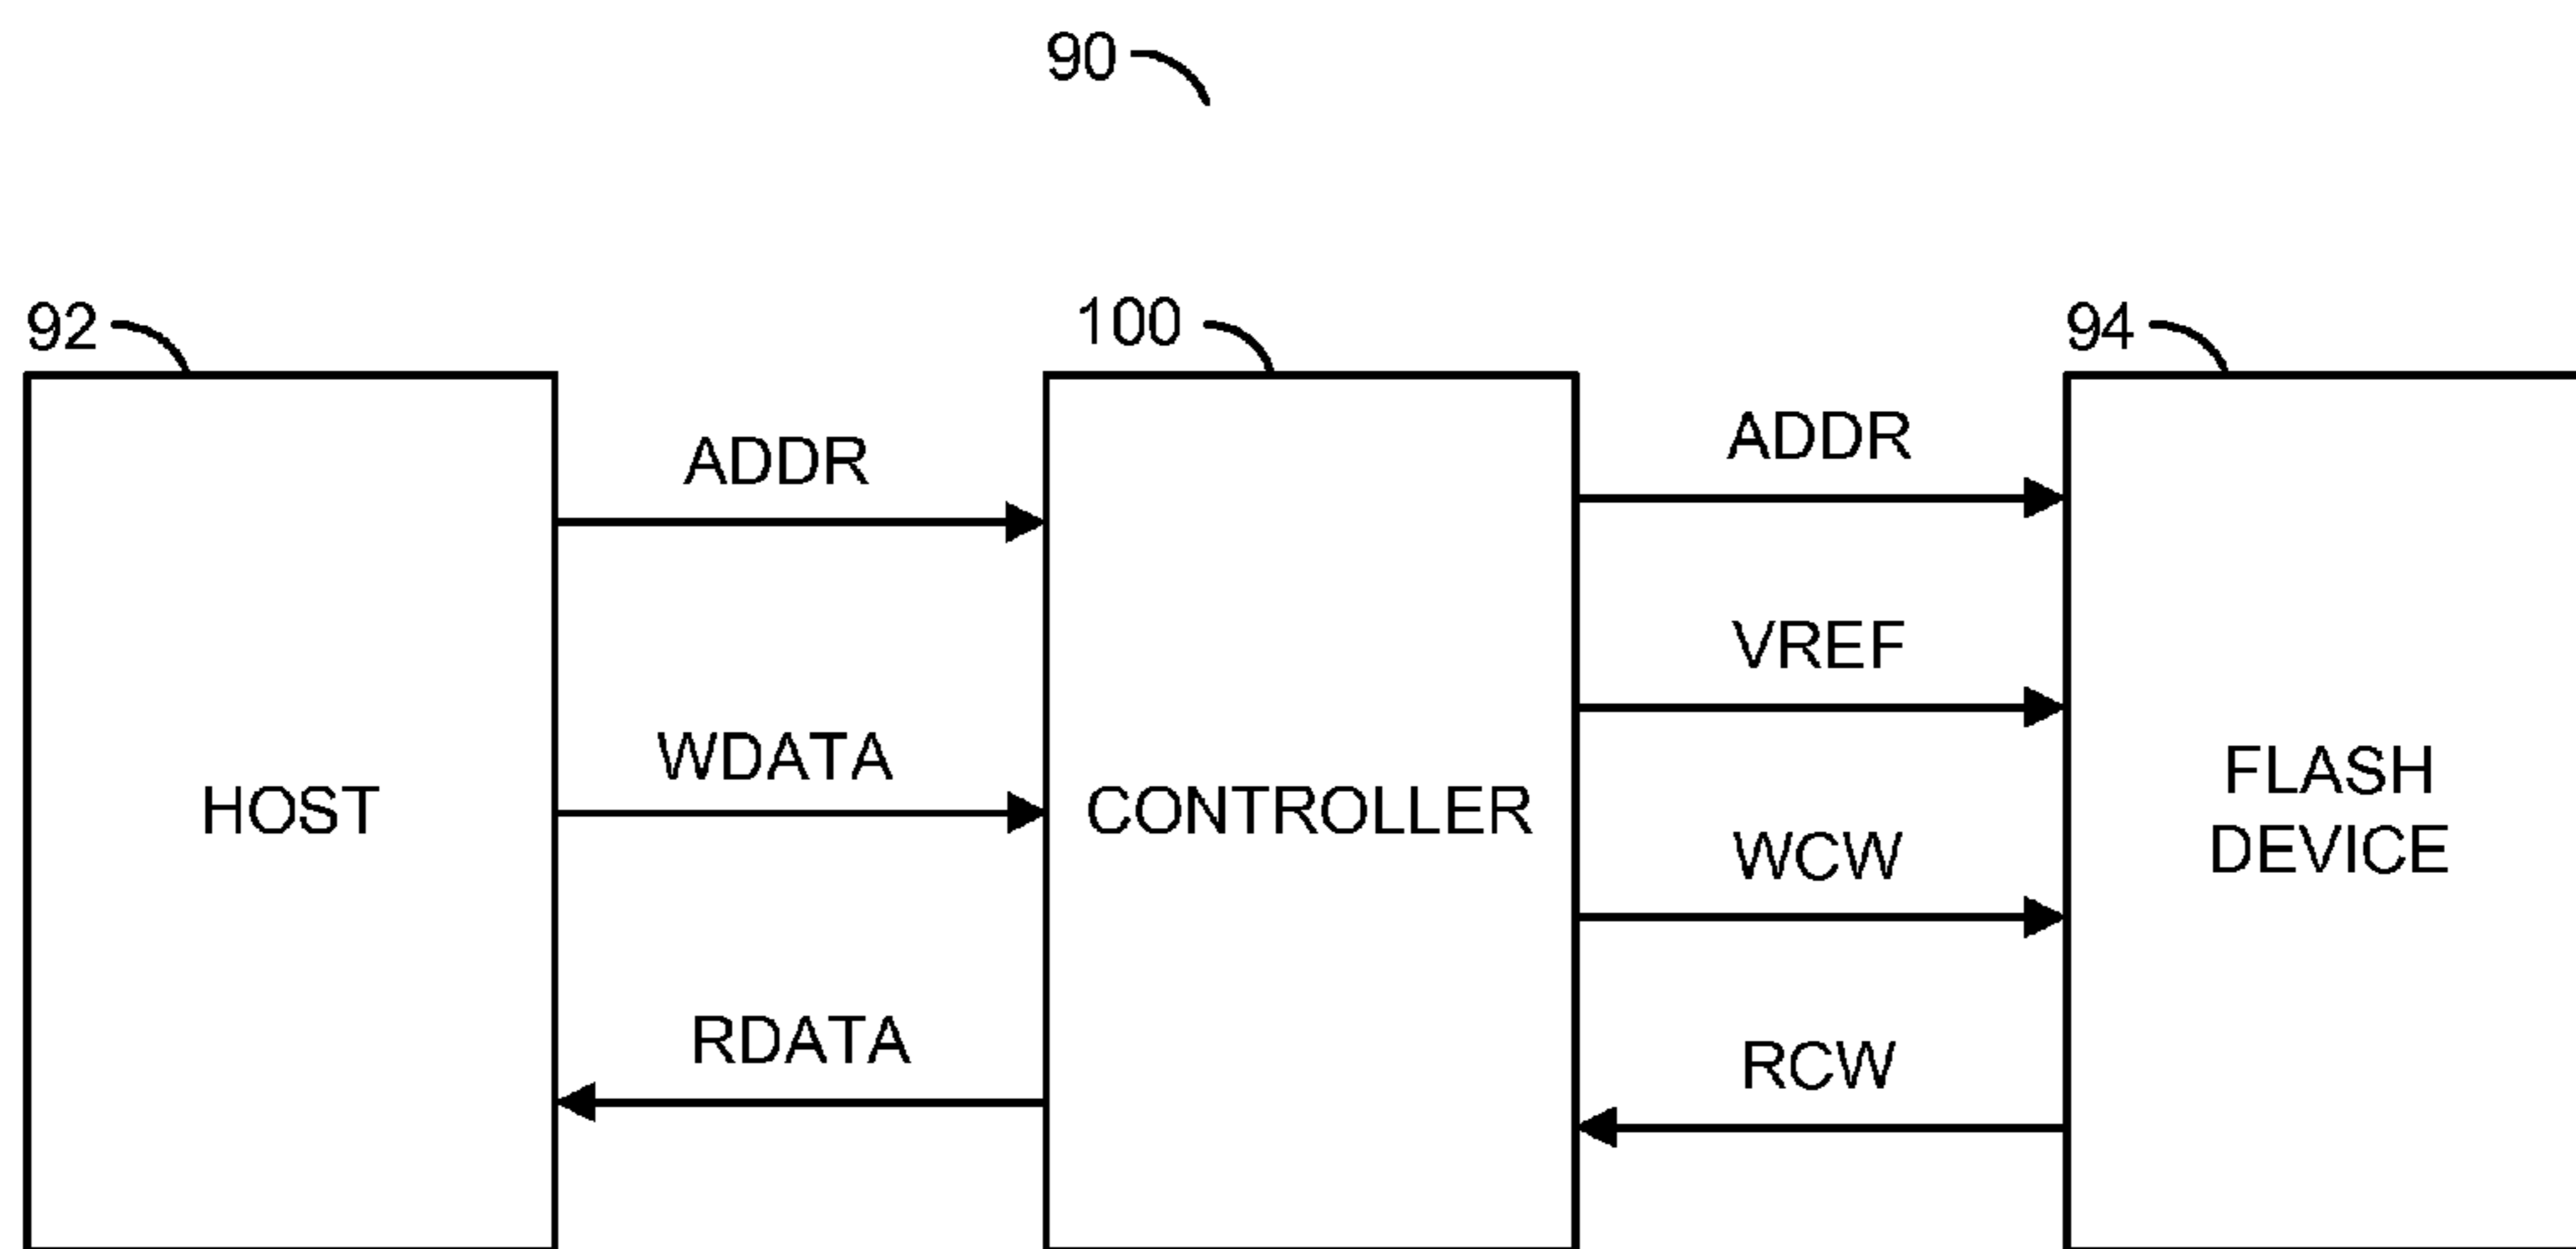 90
92
100
94
ADDR
WDATA
RDATA
HOST
CONTROLLER
ADDR
VREF
WCW
RCW
FLASH
DEVICE